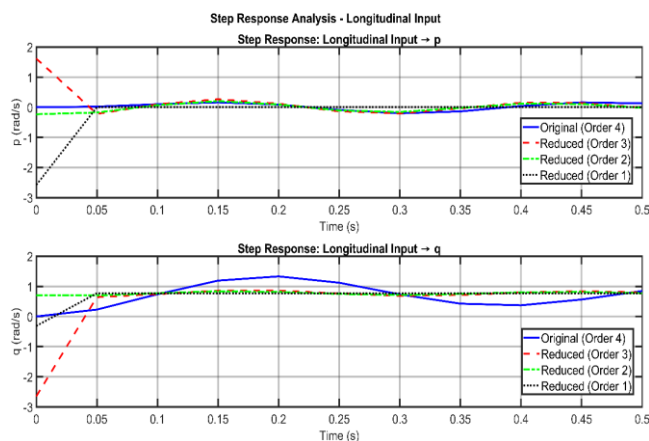 Step Response Analysis - Longitudinal Input
Step Response: Longitudinal Input → p
2
1
0
-1
-2
-3
p (rad/s)
Original (Order 4)
Reduced (Order 3)
Reduced (Order 2)
Reduced (Order 1)
0 0.05 0.1 0.15 0.2 0.25 0.3 0.35 0.4 0.45 0.5
Time (s)
Step Response: Longitudinal Input → q
2
1
0
-1
-2
-3
q (rad/s)
Original (Order 4)
Reduced (Order 3)
Reduced (Order 2)
Reduced (Order 1)
0 0.05 0.1 0.15 0.2 0.25 0.3 0.35 0.4 0.45 0.5
Time (s)